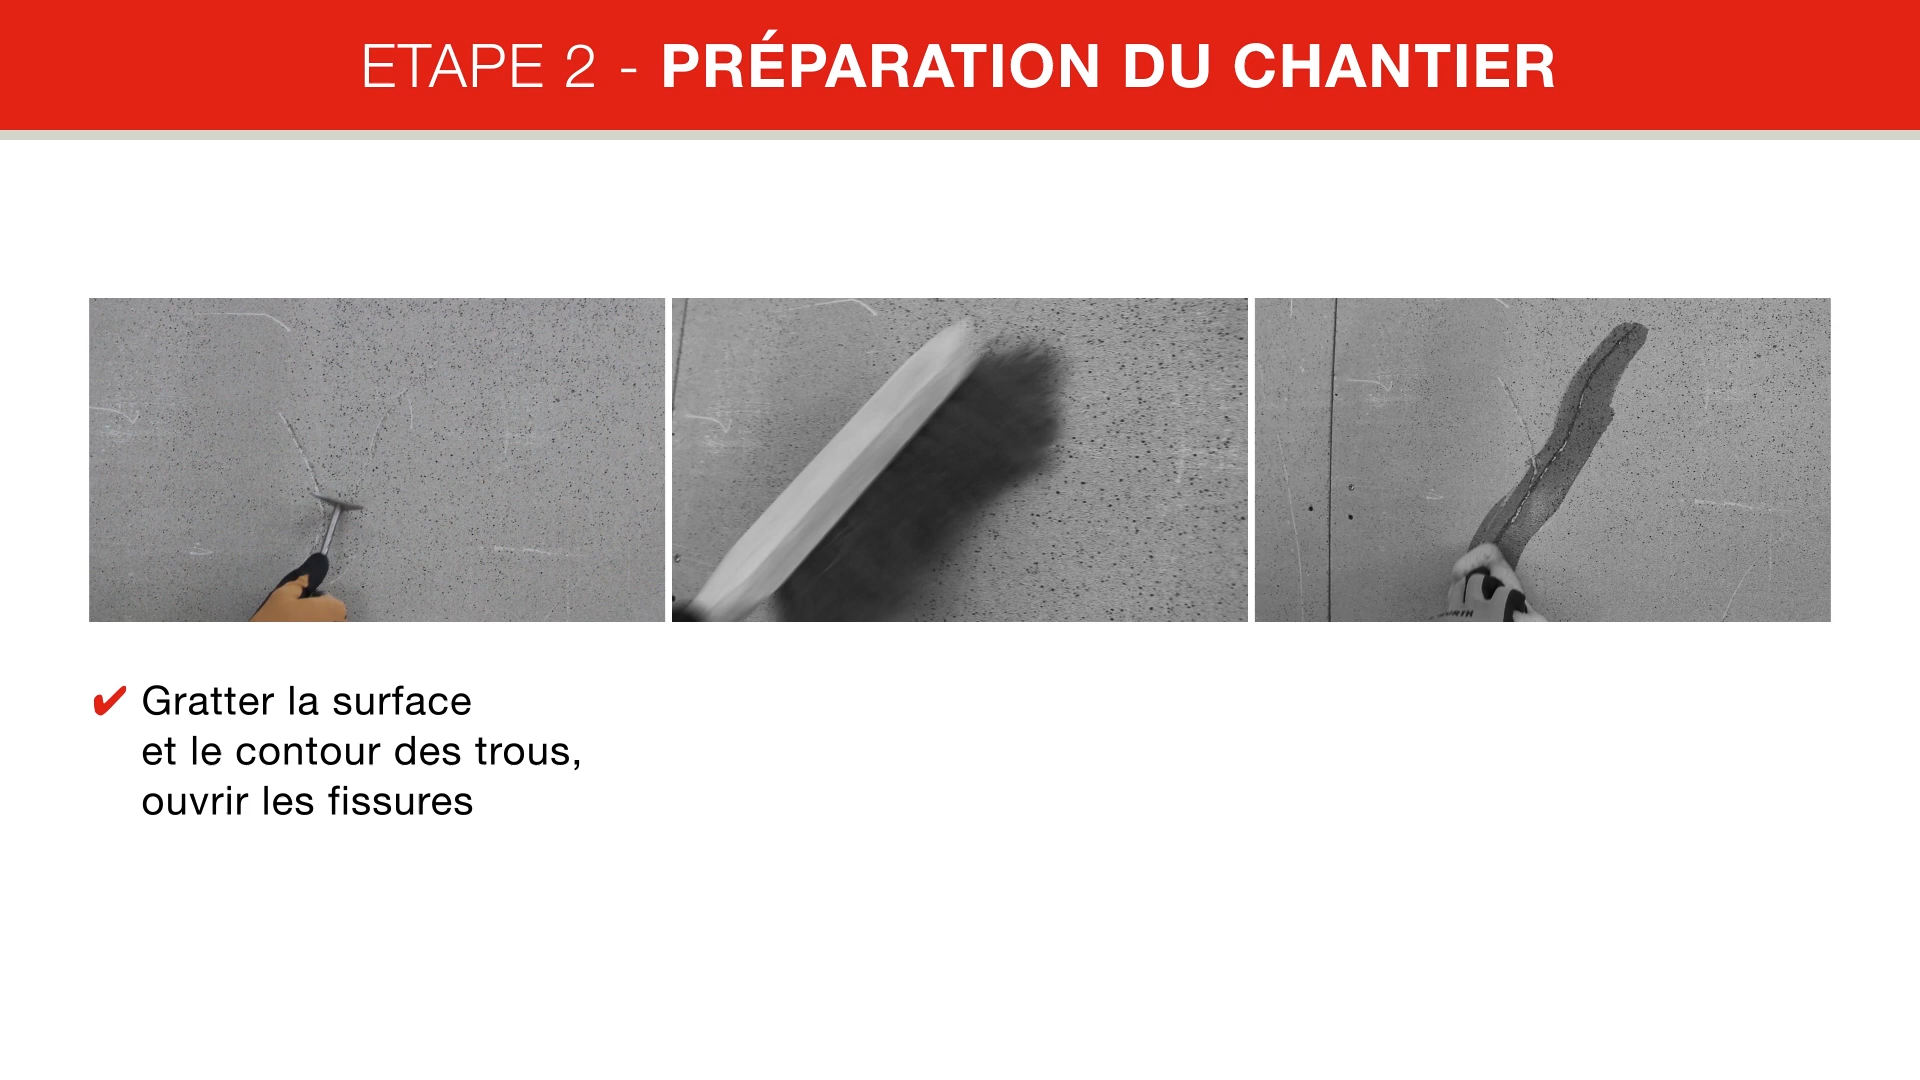 ETAPE 2 - PRÉPARATION DU CHANTIER
✔ Gratter la surface
et le contour des trous,
ouvrir les fissures